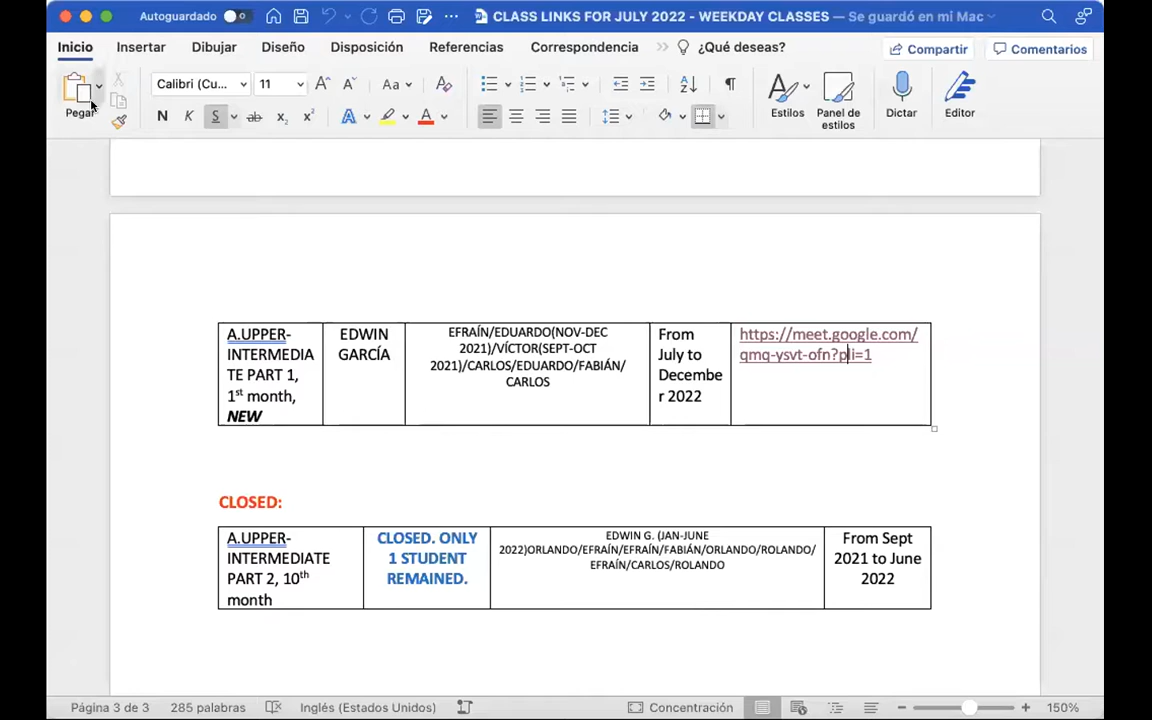 Autoguardado
CLASS LINKS FOR JULY 2022 - WEEKDAY CLASSES — Se guardó en mi Mac
Inicio Insertar Dibujar Diseño Disposición Referencias Correspondencia ¿Qué deseas? Compartir Comentarios
Pegar
Calibri (Cu... 11
N K S ab x₂ x²
Estilos
Panel de estilos
Dictar
Editor
A.UPPER-
INTERMEDIA
TE PART 1,
1st month,
NEW
EDWIN
GARCÍA
EFRAÍN/EDUARDO(NOV-DEC
2021)/VÍCTOR(SEPT-OCT
2021)/CARLOS/EDUARDO/FABIÁN/
CARLOS
From
July to
Decembe
r 2022
https://meet.google.com/
qmq-ysvt-ofn?pli=1
CLOSED:
A.UPPER-
INTERMEDIATE
PART 2, 10th
month
CLOSED. ONLY
1 STUDENT
REMAINED.
EDWIN G. (JAN-JUNE
2022)ORLANDO/EFRAÍN/EFRAÍN/FABIÁN/ORLANDO/ROLANDO/
EFRAÍN/CARLOS/ROLANDO
From Sept
2021 to June
2022
Página 3 de 3 285 palabras Inglés (Estados Unidos) Concentración 150%